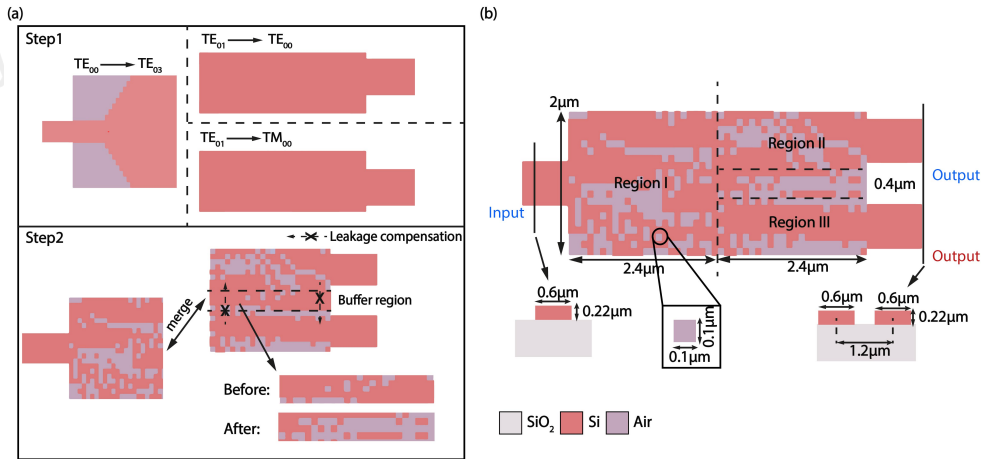 (a)
Step1
TE₀₀ → TE₀₃
TE₀₁ → TE₀₀
TE₀₁ → TM₀₀
Step2
Leakage compensation
merge
Buffer region
Before:
After:
(b)
2μm
Region I
Region II
Region III
0.4μm
Input
Output
Output
2.4μm
2.4μm
0.6μm
0.22μm
0.1μm
0.1μm
0.6μm
0.6μm
0.22μm
1.2μm
SiO₂
Si
Air